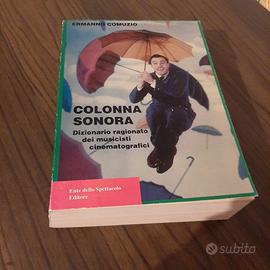 ERMANNO COMUZIO
COLONNA
SONORA
Dizionario ragionato
dei musicisti
cinematografici
Ente dello Spettacolo
Editore
subito